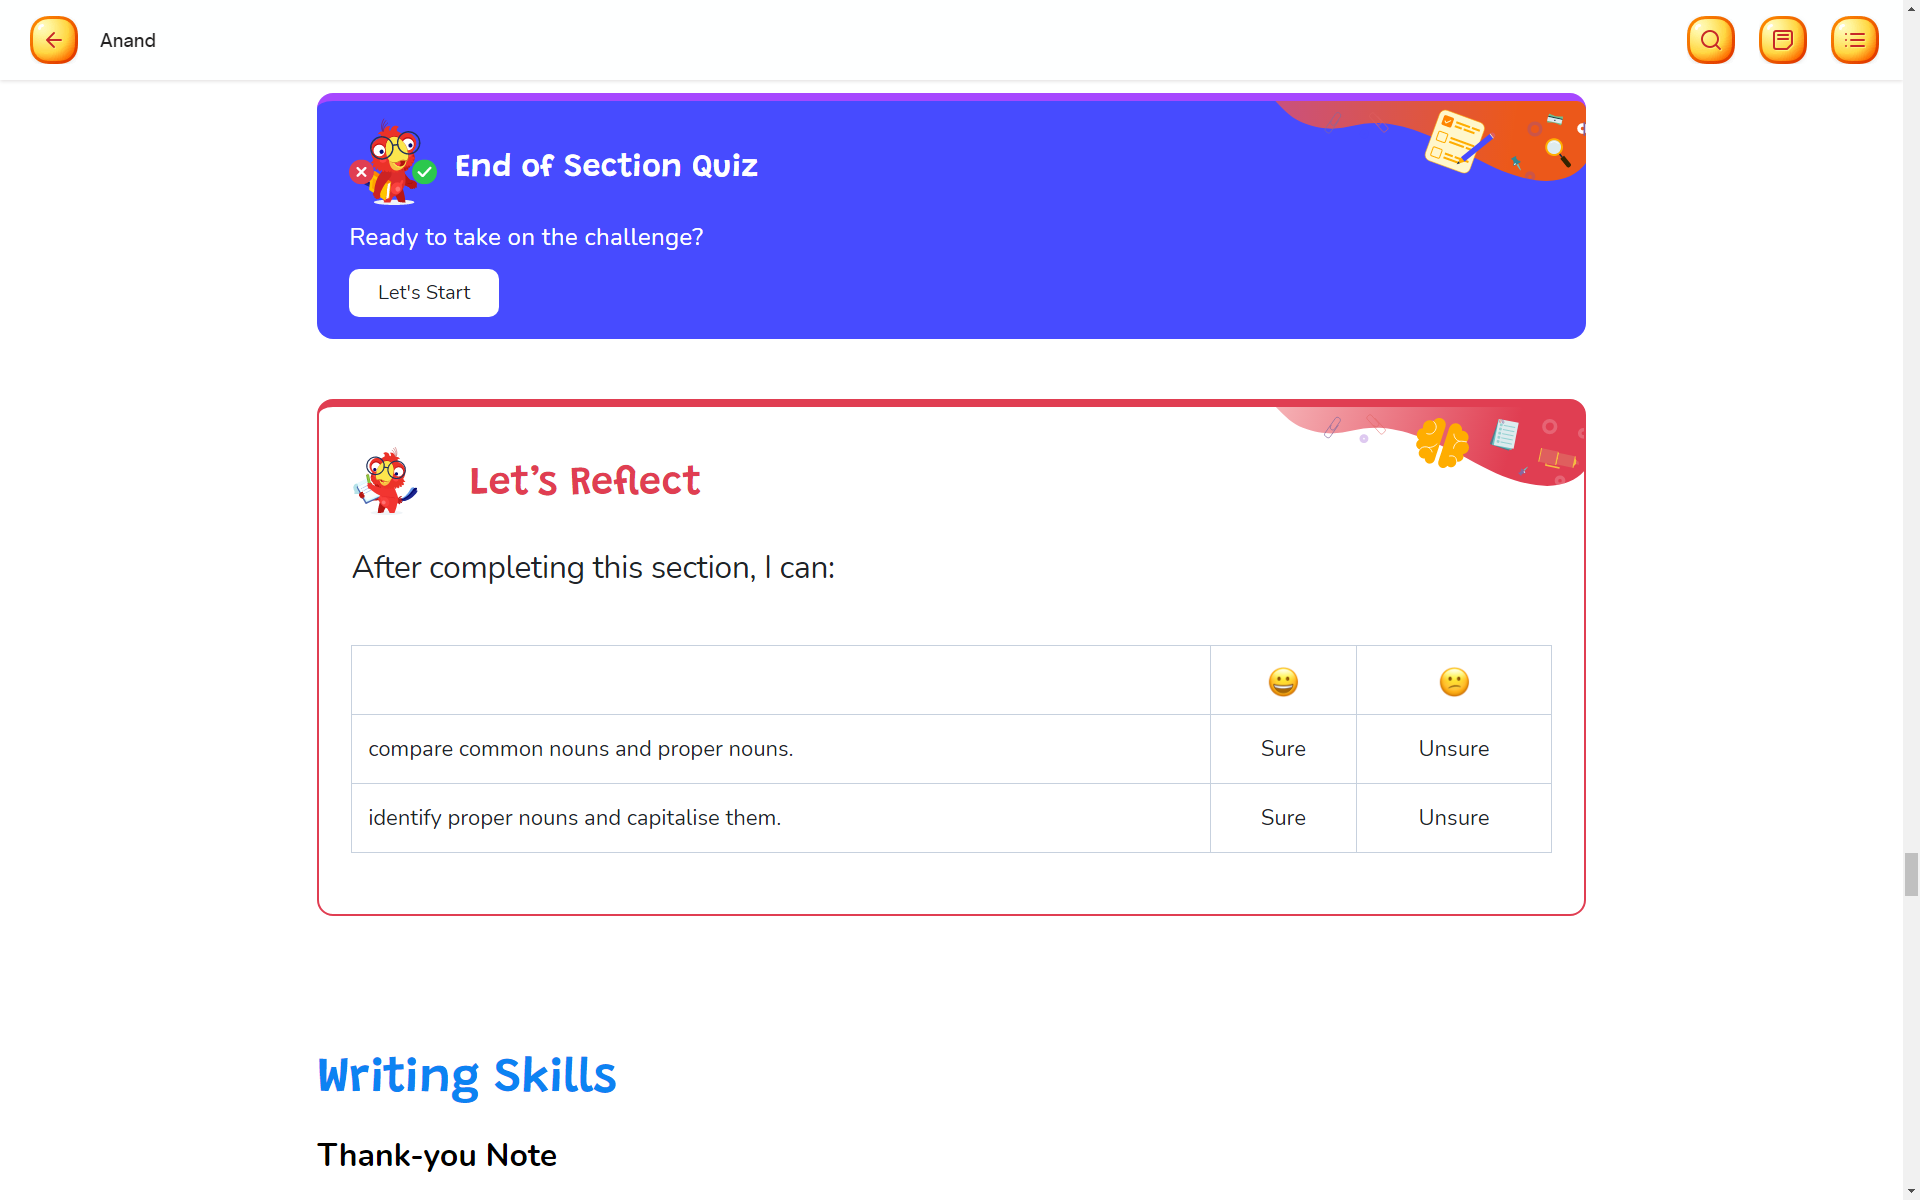 Anand
End of Section Quiz
Ready to take on the challenge?
Let's Start
Let’s Reflect
After completing this section, I can:
compare common nouns and proper nouns. Sure Unsure
identify proper nouns and capitalise them. Sure Unsure
Writing Skills
Thank-you Note